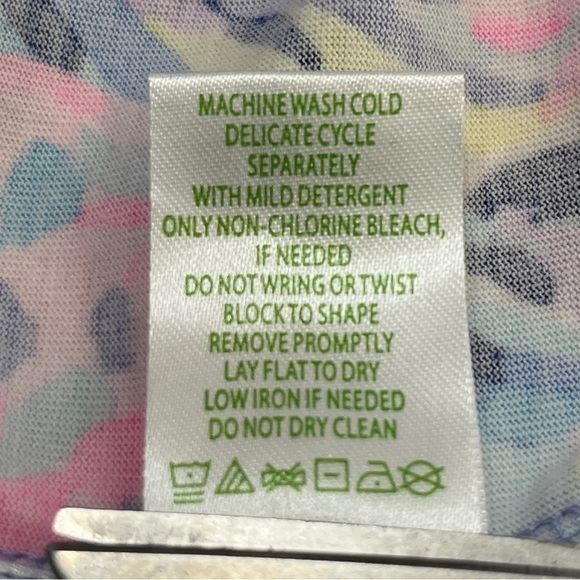 MACHINE WASH COLD
DELICATE CYCLE
SEPARATELY
WITH MILD DETERGENT
ONLY NON-CHLORINE BLEACH,
IF NEEDED
DO NOT WRING OR TWIST
BLOCK TO SHAPE
REMOVE PROMPTLY
LAY FLAT TO DRY
LOW IRON IF NEEDED
DO NOT DRY CLEAN